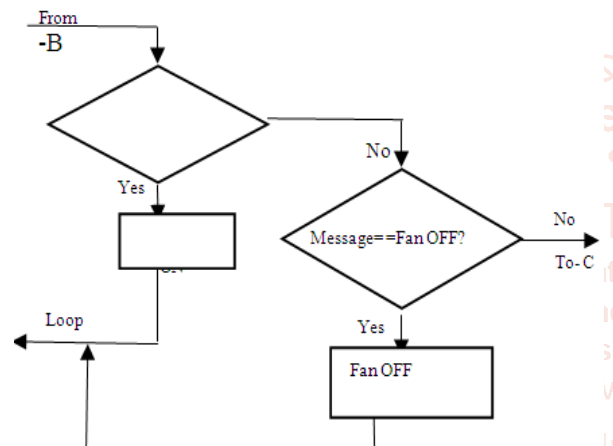 From
-B
No
Yes
Message==Fan OFF?
No
To-C
Loop
Yes
Fan OFF